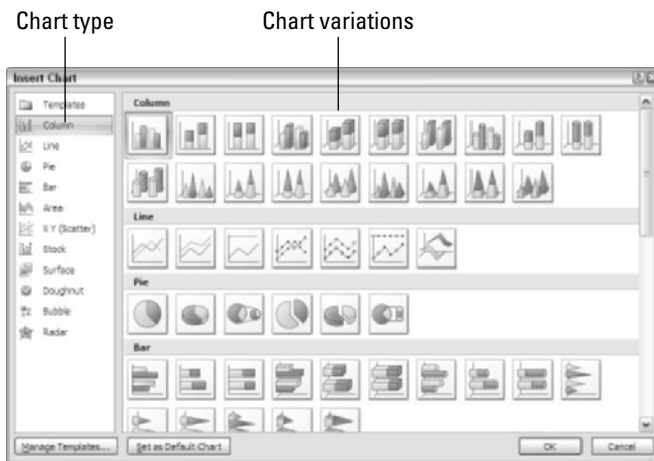 Chart type
Chart variations
Insert Chart
Templates
Column
Line
Pie
Bar
Area
X Y (Scatter)
Stock
Surface
Doughnut
Bubble
Radar
Column
Line
Pie
Bar
Manage Templates...
Set as Default Chart
OK
Cancel